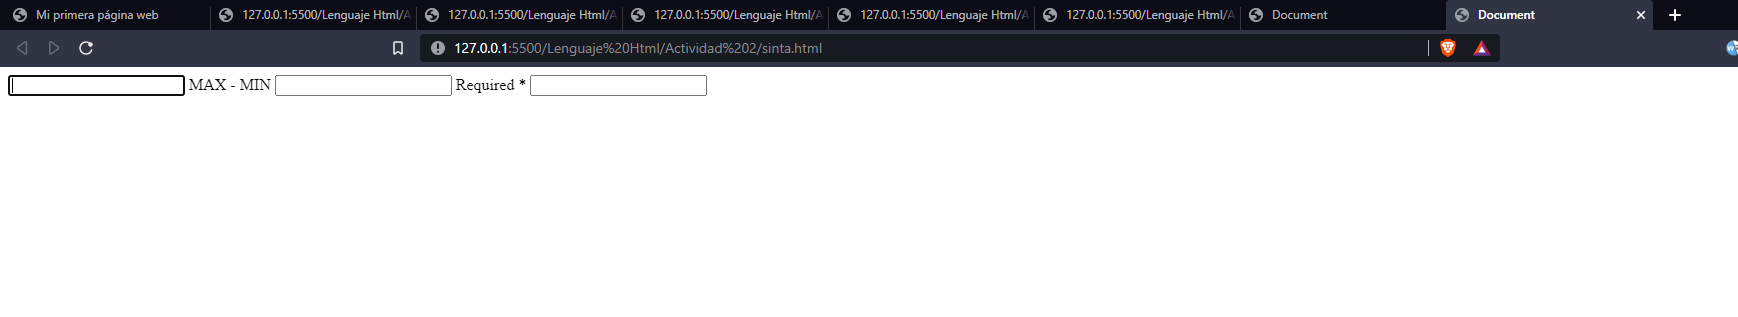 Mi primera página web
127.0.0.1:5500/Lenguaje Html/A
127.0.0.1:5500/Lenguaje Html/A
127.0.0.1:5500/Lenguaje Html/A
127.0.0.1:5500/Lenguaje Html/A
127.0.0.1:5500/Lenguaje Html/A
Document
Document
127.0.0.1:5500/Lenguaje%20Html/Actividad%202/sinta.html
MAX - MIN Required *